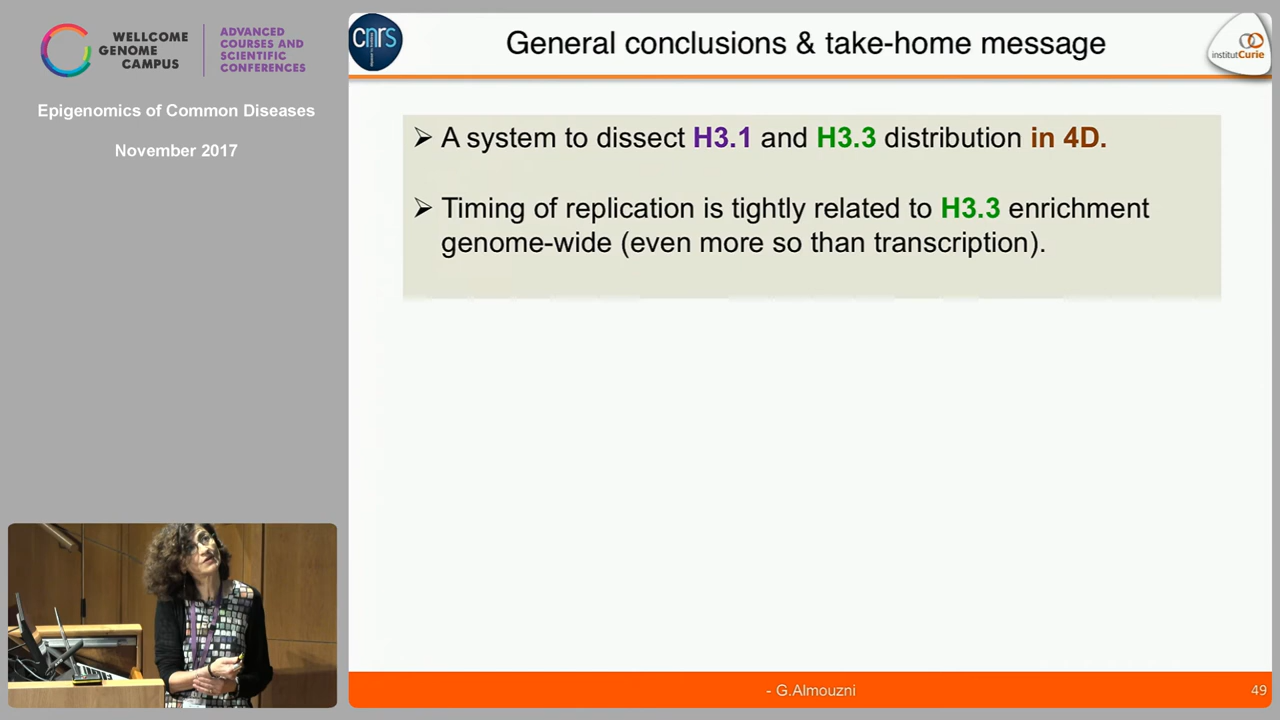 WELLCOME
GENOME
CAMPUS
ADVANCED
COURSES AND
SCIENTIFIC
CONFERENCES
Epigenomics of Common Diseases
November 2017
cnrs
General conclusions & take-home message
institutCurie
➢ A system to dissect H3.1 and H3.3 distribution in 4D.
➢ Timing of replication is tightly related to H3.3 enrichment
genome-wide (even more so than transcription).
- G.Almouzni
49